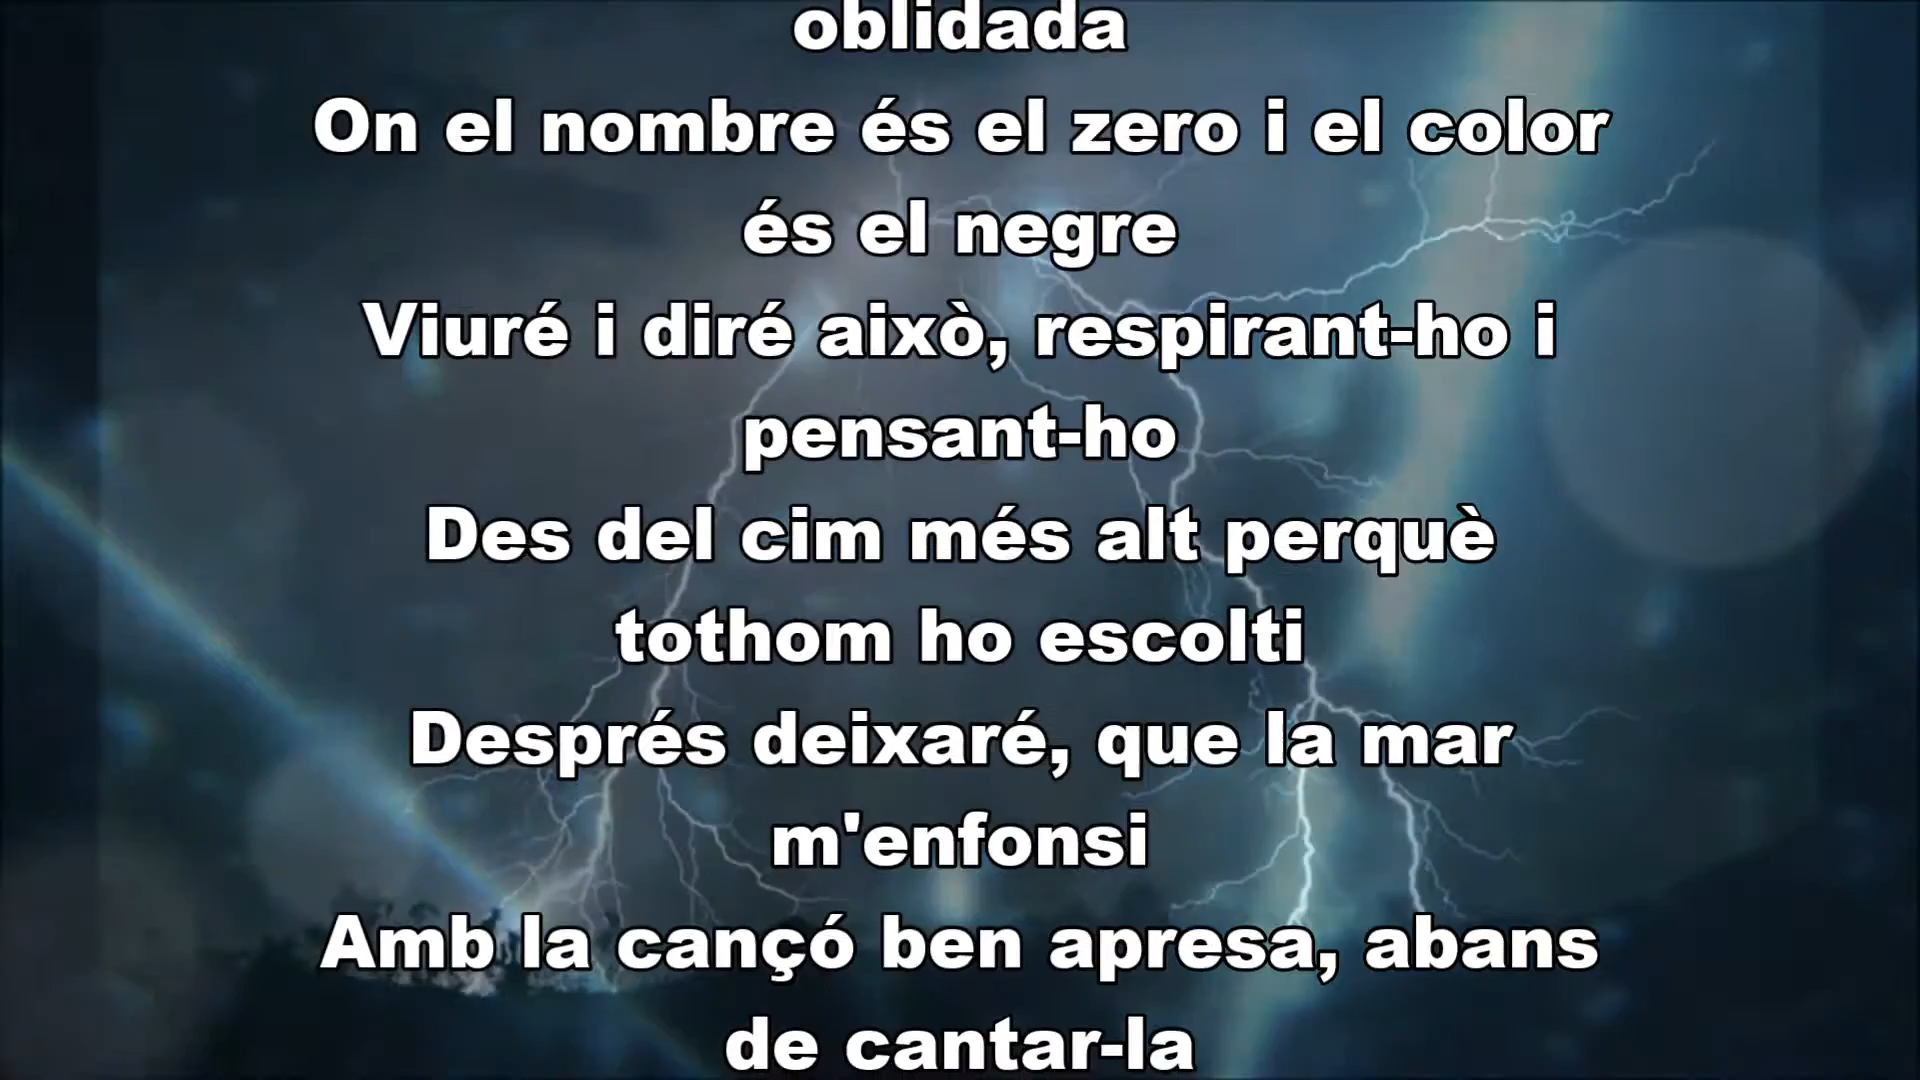 oblidada
On el nombre és el zero i el color
és el negre
Viuré i diré això, respirant-ho i
pensant-ho
Des del cim més alt perquè
tothom ho escolti
Després deixaré, que la mar
m'enfonsi
Amb la cançó ben apresa, abans
de cantar-la